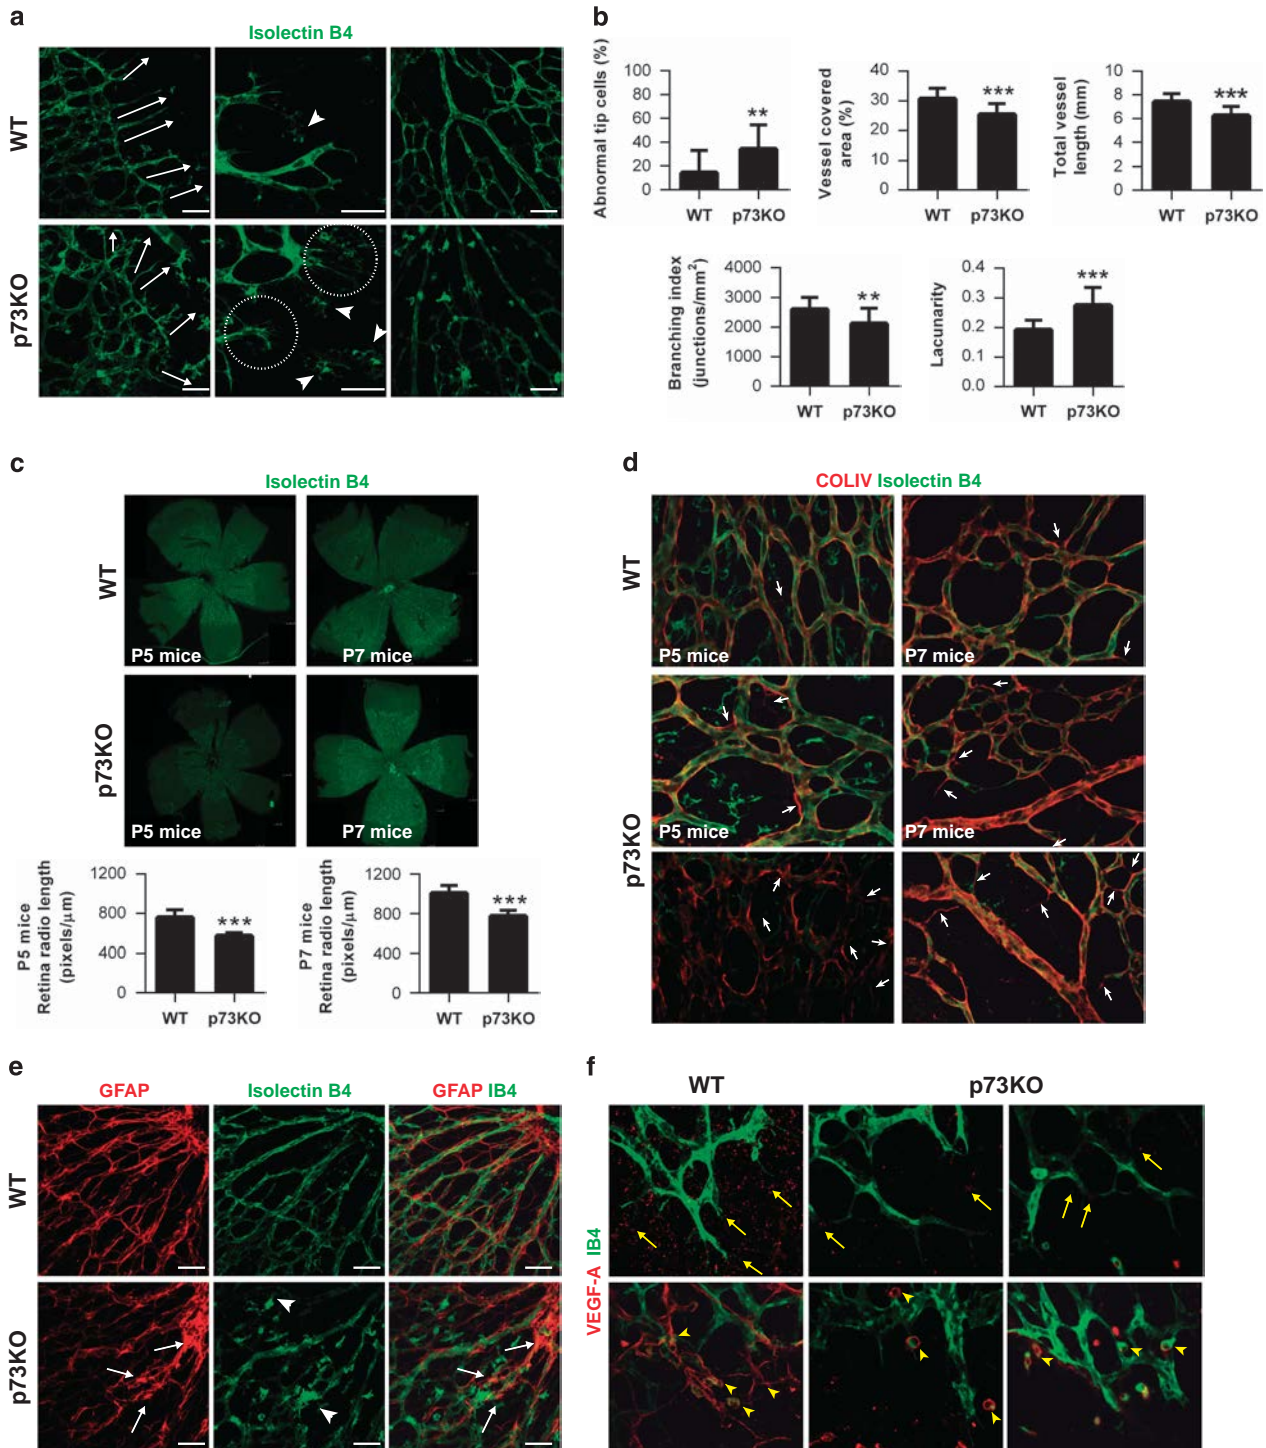 a
Isolectin B4
WT
p73KO
b
Abnormal tip cells (%)
100
80
60
40
20
0
**
WT p73KO
Vessel covered
area (%)
40
30
20
10
0
***
WT p73KO
Total vessel
length (mm)
10
8
6
4
2
0
***
WT p73KO
Branching index
(junctions/mm²)
4000
3000
2000
1000
0
**
WT p73KO
Lacunarity
0.4
0.3
0.2
0.1
0.0
***
WT p73KO
c
Isolectin B4
WT
P5 mice
P7 mice
p73KO
P5 mice
P7 mice
P5 mice
Retina radio length
(pixels/μm)
1200
800
400
0
***
WT p73KO
P7 mice
Retina radio length
(pixels/μm)
1200
800
400
0
***
WT p73KO
d
COLIV Isolectin B4
WT
P5 mice
P7 mice
p73KO
P5 mice
P7 mice
e
GFAP
Isolectin B4
GFAP IB4
WT
p73KO
f
WT
p73KO
VEGF-A IB4